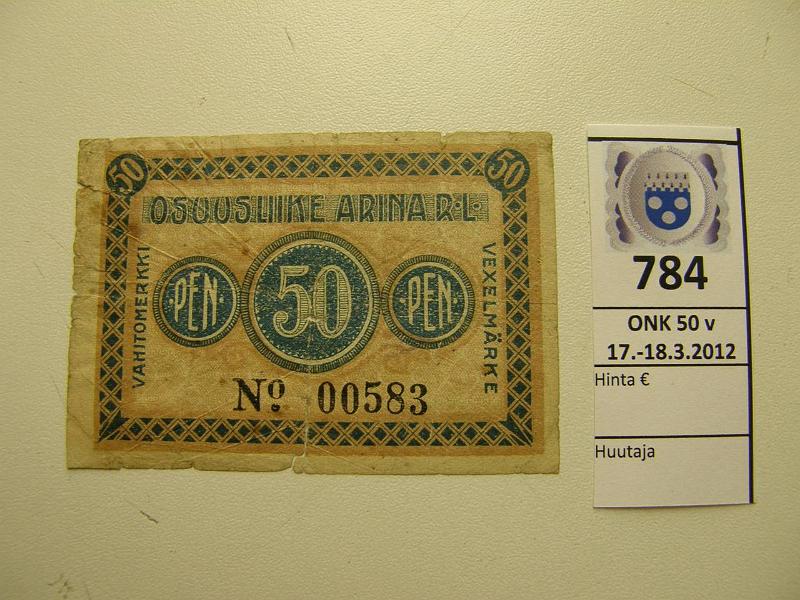 50 50
OSUUSLIIKE ARINA R.L.
VAIHTOMERKKI
PEN. 50 PEN.
VEXELMÄRKE
Nº 00583
784
ONK 50 v
17.-18.3.2012
Hinta €
Huutaja